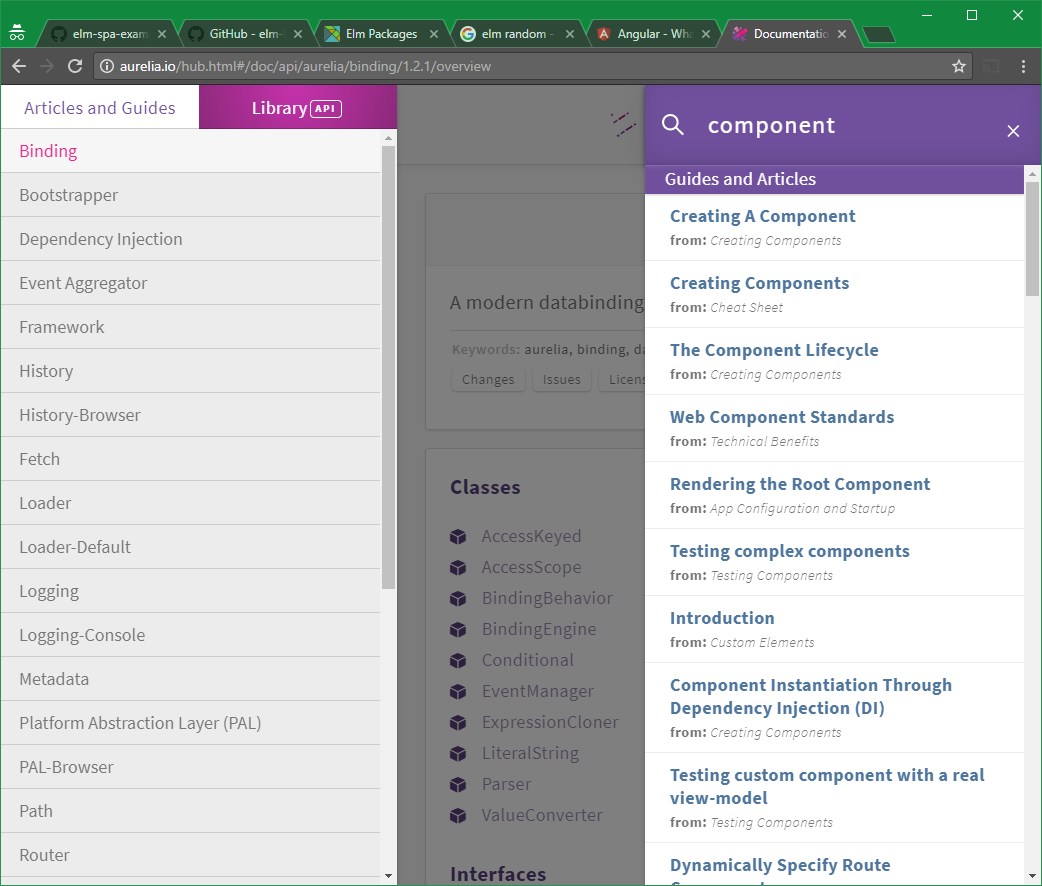 elm-spa-exam
GitHub - elm-
Elm Packages
elm random -
Angular - Wha
Documentatio
aurelia.io/hub.html#/doc/api/aurelia/binding/1.2.1/overview
Articles and Guides
Library API
Binding
Bootstrapper
Dependency Injection
Event Aggregator
Framework
History
History-Browser
Fetch
Loader
Loader-Default
Logging
Logging-Console
Metadata
Platform Abstraction Layer (PAL)
PAL-Browser
Path
Router
A modern databinding
Keywords: aurelia, binding, da
Changes
Issues
Licens
Classes
AccessKeyed
AccessScope
BindingBehavior
BindingEngine
Conditional
EventManager
ExpressionCloner
LiteralString
Parser
ValueConverter
Interfaces
component
Guides and Articles
Creating A Component
from: Creating Components
Creating Components
from: Cheat Sheet
The Component Lifecycle
from: Creating Components
Web Component Standards
from: Technical Benefits
Rendering the Root Component
from: App Configuration and Startup
Testing complex components
from: Testing Components
Introduction
from: Custom Elements
Component Instantiation Through
Dependency Injection (DI)
from: Creating Components
Testing custom component with a real
view-model
from: Testing Components
Dynamically Specify Route